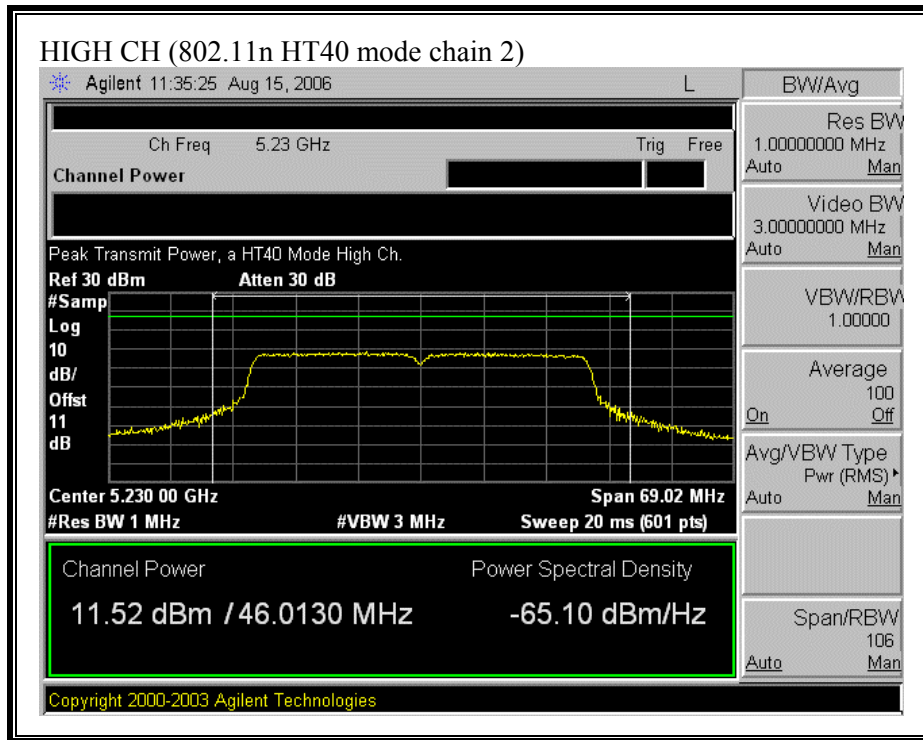 HIGH CH (802.11n HT40 mode chain 2)
Agilent 11:35:25 Aug 15, 2006 L
BW/Avg
Ch Freq 5.23 GHz Trig Free
Channel Power
Peak Transmit Power, a HT40 Mode High Ch.
Ref 30 dBm Atten 30 dB
#Samp
Log
10
dB/
Offst
11
dB
Center 5.230 00 GHz Span 69.02 MHz
#Res BW 1 MHz #VBW 3 MHz Sweep 20 ms (601 pts)
Channel Power Power Spectral Density
11.52 dBm / 46.0130 MHz -65.10 dBm/Hz
Copyright 2000-2003 Agilent Technologies
Res BW
1.00000000 MHz
Auto Man
Video BW
3.00000000 MHz
Auto Man
VBW/RBW
1.00000
Average
100
On Off
Avg/VBW Type
Pwr (RMS)
Auto Man
Span/RBW
106
Auto Man